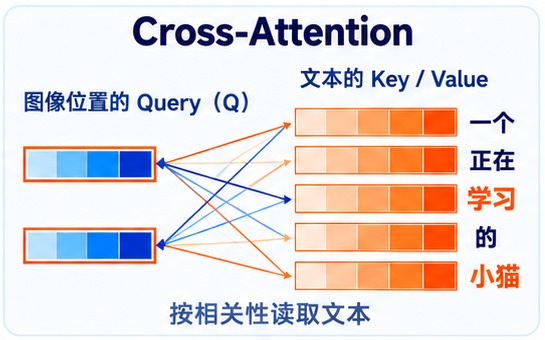 Cross-Attention
图像位置的 Query（Q）
文本的 Key / Value
一个
正在
学习
的
小猫
按相关性读取文本